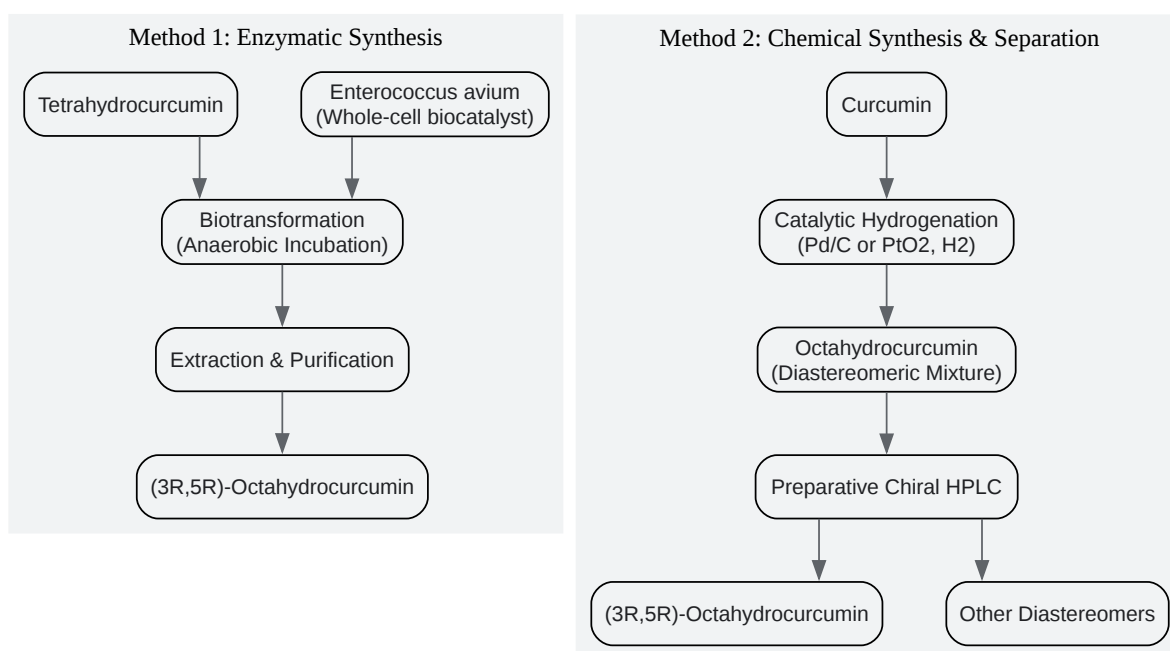 Method 1: Enzymatic Synthesis
Tetrahydrocurcumin
Enterococcus avium
(Whole-cell biocatalyst)
Biotransformation
(Anaerobic Incubation)
Extraction & Purification
(3R,5R)-Octahydrocurcumin
Method 2: Chemical Synthesis & Separation
Curcumin
Catalytic Hydrogenation
(Pd/C or PtO2, H2)
Octahydrocurcumin
(Diastereomeric Mixture)
Preparative Chiral HPLC
(3R,5R)-Octahydrocurcumin
Other Diastereomers